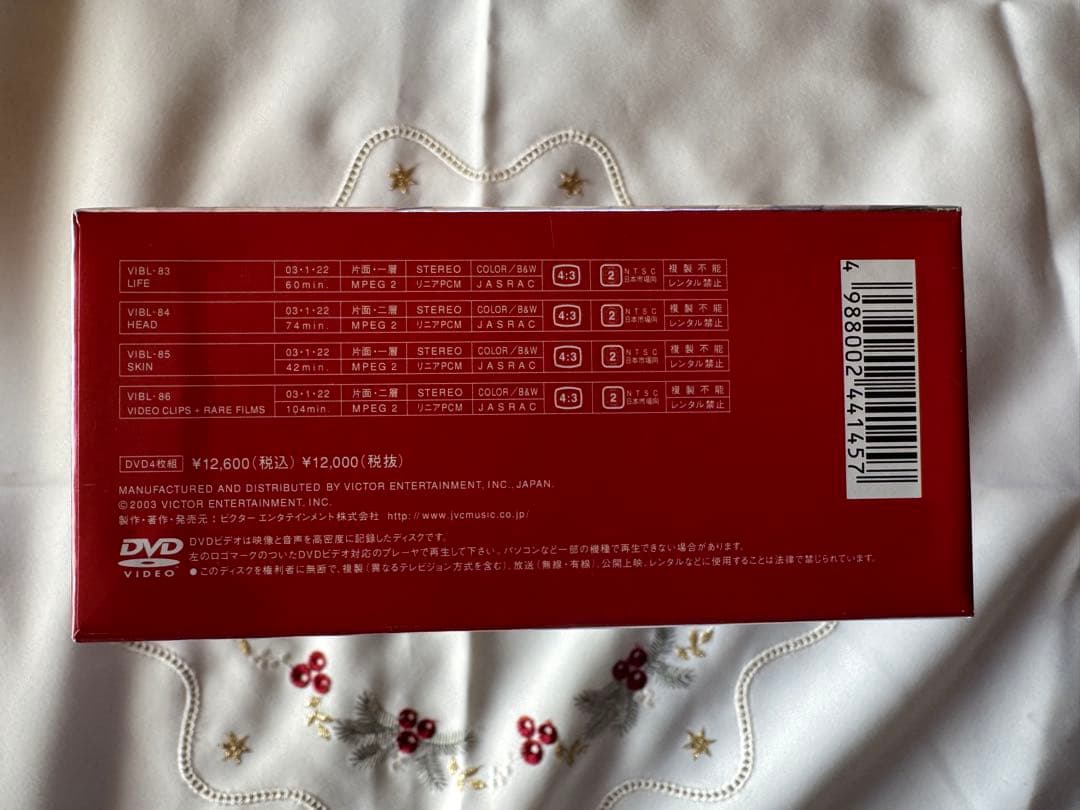 VIBL-83 03・1・22 片面・一層 STEREO COLOR/B&W 4:3 2 NTSC 複製不能
LIFE 60min. MPEG 2 リニアPCM JASRAC 日本市場向 レンタル禁止
VIBL-84 03・1・22 片面・二層 STEREO COLOR/B&W 4:3 2 NTSC 複製不能
HEAD 74min. MPEG 2 リニアPCM JASRAC 日本市場向 レンタル禁止
VIBL-85 03・1・22 片面・一層 STEREO COLOR/B&W 4:3 2 NTSC 複製不能
SKIN 42min. MPEG 2 リニアPCM JASRAC 日本市場向 レンタル禁止
VIBL-86 03・1・22 片面・二層 STEREO COLOR/B&W 4:3 2 NTSC 複製不能
VIDEO CLIPS + RARE FILMS 104min. MPEG 2 リニアPCM JASRAC 日本市場向 レンタル禁止
DVD4枚組 ¥12,600(税込) ¥12,000(税抜)
MANUFACTURED AND DISTRIBUTED BY VICTOR ENTERTAINMENT, INC., JAPAN.
©2003 VICTOR ENTERTAINMENT, INC.
製作・著作・発売元：ビクター エンタテインメント株式会社 http://www.jvcmusic.co.jp/
DVD VIDEO
DVDビデオは映像と音声を高密度に記録したディスクです。
左のロゴマークのついたDVDビデオ対応のプレーヤで再生して下さい。パソコンなど一部の機種で再生できない場合があります。
●このディスクを権利者に無断で、複製(異なるテレビジョン方式を含む)、放送(無線・有線)、公開上映、レンタルなどに使用することは法律で禁じられています。
4 988002 441457